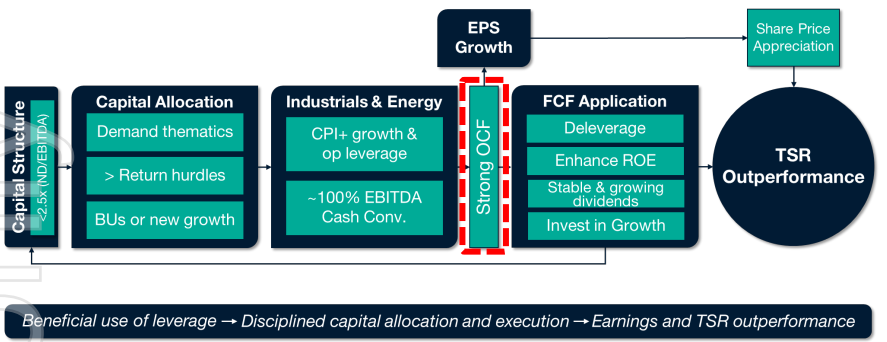 EPS
Growth
Share Price
Appreciation
Capital Structure
<2.5x (ND/EBITDA)
Capital Allocation
Demand thematics
> Return hurdles
BUs or new growth
Industrials & Energy
CPI+ growth &
op leverage
~100% EBITDA
Cash Conv.
Strong OCF
FCF Application
Deleverage
Enhance ROE
Stable & growing
dividends
Invest in Growth
TSR
Outperformance
Beneficial use of leverage → Disciplined capital allocation and execution → Earnings and TSR outperformance